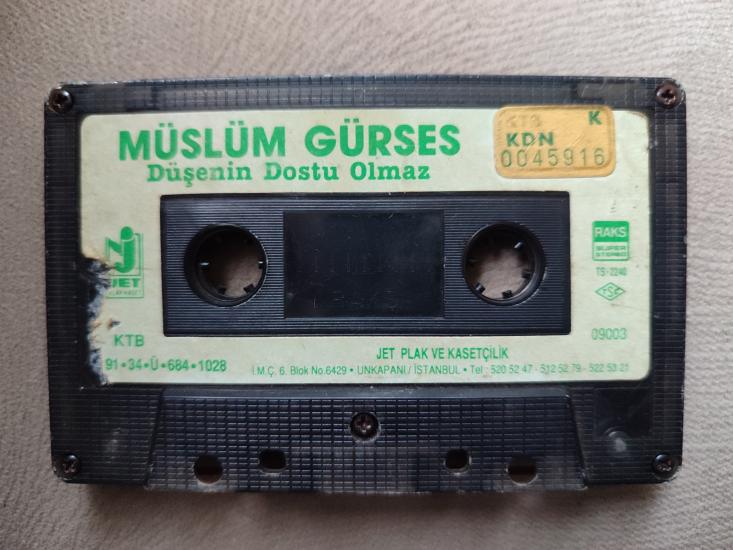 MÜSLÜM GÜRSES
Düşenin Dostu Olmaz
KTB K
KDN
0045916
JET
RAKS
SUPER
STEREO
TS-2240
TSE
KTB
91•34•Ü•684•1028
09003
JET PLAK VE KASETÇİLİK
İ.M.Ç. 6. Blok No.6429 • UNKAPANI / İSTANBUL • Tel : 520 52 47 - 512 52 79 - 522 53 21